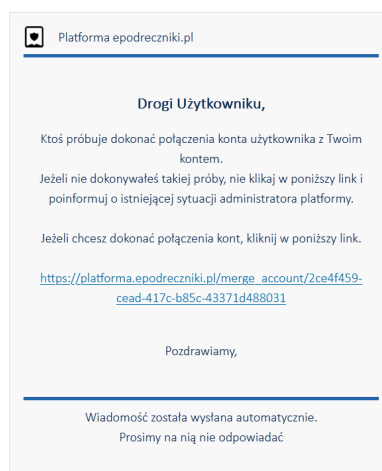 Platforma epodreczniki.pl
Drogi Użytkowniku,
Ktoś próbuje dokonać połączenia konta użytkownika z Twoim
kontem.
Jeżeli nie dokonywałeś takiej próby, nie klikaj w poniższy link i
poinformuj o istniejącej sytuacji administratora platformy.
Jeżeli chcesz dokonać połączenia kont, kliknij w poniższy link.
https://platforma.epodreczniki.pl/merge_account/2ce4f459-
cead-417c-b85c-43371d488031
Pozdrawiamy,
Wiadomość została wysłana automatycznie.
Prosimy na nią nie odpowiadać